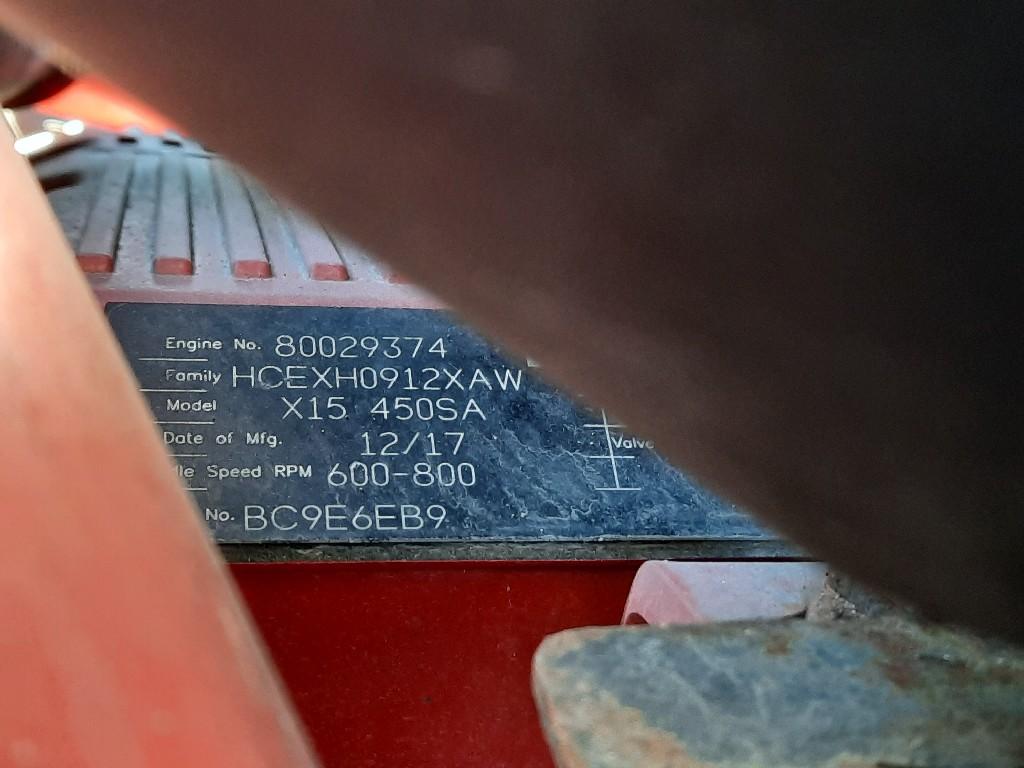 Engine No. 80029374
Family HCEXH0912XAW
Model X15 450SA
Date of Mfg. 12/17
Valve
Speed RPM 600-800
No. BC9E6EB9